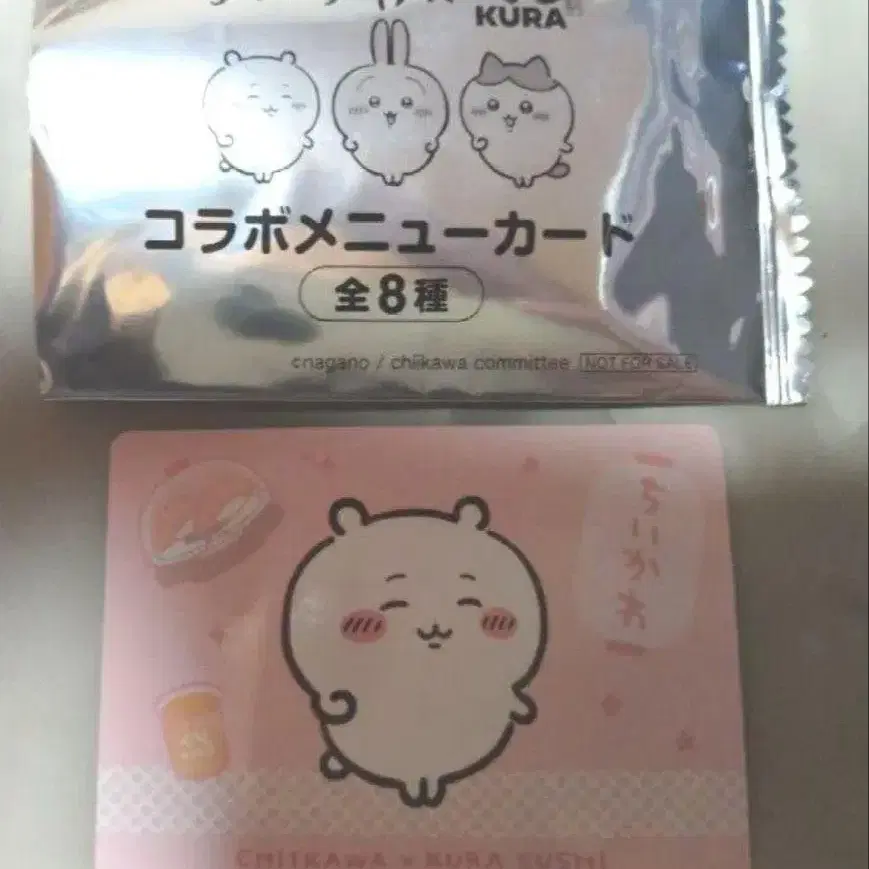 KURA
コラボメニューカード
全8種
©nagano / chiikawa committee NOT FOR SALE
ちいかわ
CHIIKAWA × KURA SUSHI